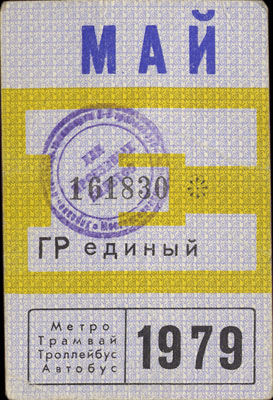 МАЙ
161830
ГР единый
Метро
Трамвай
Троллейбус
Автобус
1979